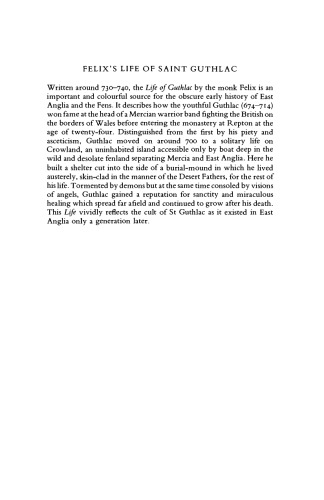 FELIX'S LIFE OF SAINT GUTHLAC
Written around 730–740, the Life of Guthlac by the monk Felix is an
important and colourful source for the obscure early history of East
Anglia and the Fens. It describes how the youthful Guthlac (674–714)
won fame at the head of a Mercian warrior band fighting the British on
the borders of Wales before entering the monastery at Repton at the
age of twenty-four. Distinguished from the first by his piety and
asceticism, Guthlac moved on around 700 to a solitary life on
Crowland, an uninhabited island accessible only by boat deep in the
wild and desolate fenland separating Mercia and East Anglia. Here he
built a shelter cut into the side of a burial-mound in which he lived
austerely, skin-clad in the manner of the Desert Fathers, for the rest of
his life. Tormented by demons but at the same time consoled by visions
of angels, Guthlac gained a reputation for sanctity and miraculous
healing which spread far afield and continued to grow after his death.
This Life vividly reflects the cult of St Guthlac as it existed in East
Anglia only a generation later.